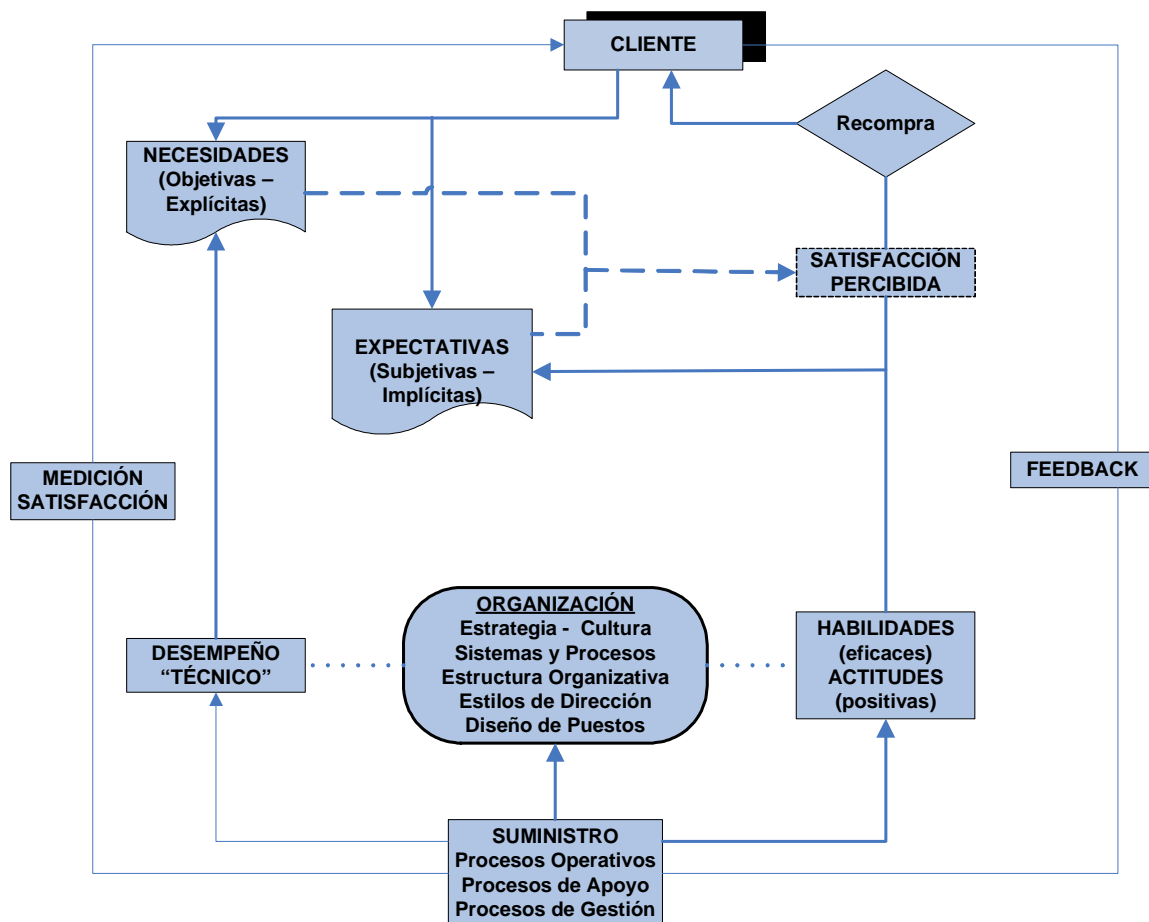 CLIENTE
Recompra
NECESIDADES
(Objetivas –
Explícitas)
SATISFACCIÓN
PERCIBIDA
EXPECTATIVAS
(Subjetivas –
Implícitas)
MEDICIÓN
SATISFACCIÓN
FEEDBACK
ORGANIZACIÓN
Estrategia - Cultura
Sistemas y Procesos
Estructura Organizativa
Estilos de Dirección
Diseño de Puestos
DESEMPEÑO
“TÉCNICO”
HABILIDADES
(eficaces)
ACTITUDES
(positivas)
SUMINISTRO
Procesos Operativos
Procesos de Apoyo
Procesos de Gestión